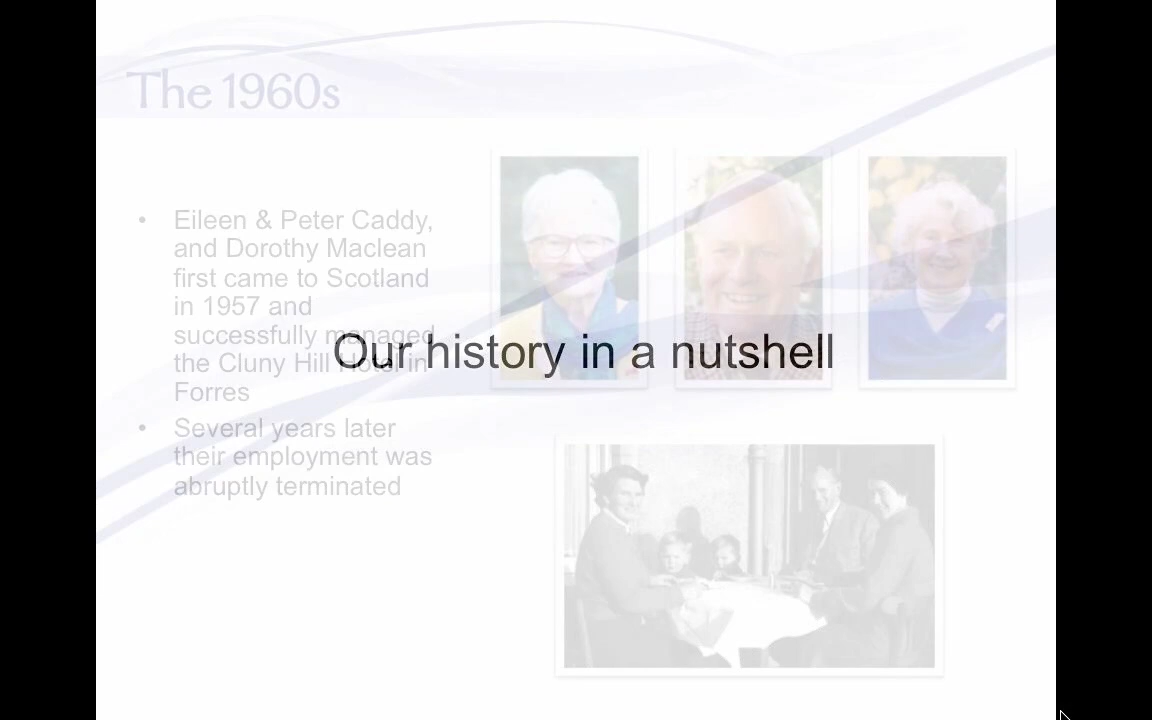 The 1960s
• Eileen & Peter Caddy,
and Dorothy Maclean
first came to Scotland
in 1957 and
successfully managed
the Cluny Hill Hotel in
Forres
• Several years later
their employment was
abruptly terminated
Our history in a nutshell